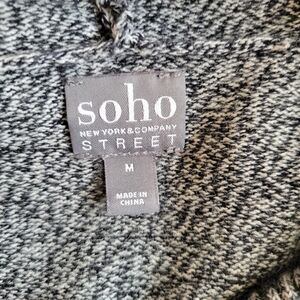 soho
NEW YORK & COMPANY
STREET
M
MADE IN
CHINA